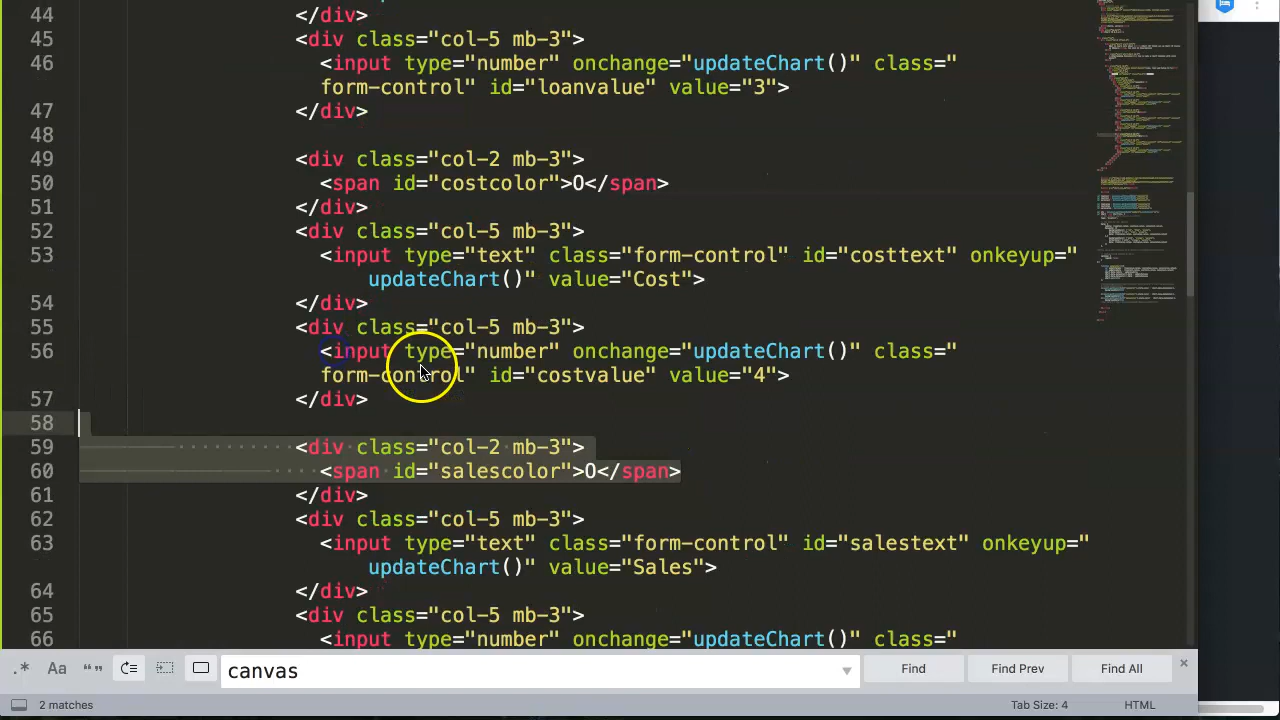 44 </div>
45 <div class="col-5 mb-3">
46 <input type="number" onchange="updateChart()" class="
form-control" id="loanvalue" value="3">
47 </div>
48
49 <div class="col-2 mb-3">
50 <span id="costcolor">O</span>
51 </div>
52 <div class="col-5 mb-3">
53 <input type="text" class="form-control" id="costtext" onkeyup="
updateChart()" value="Cost">
54 </div>
55 <div class="col-5 mb-3">
56 <input type="number" onchange="updateChart()" class="
form-control" id="costvalue" value="4">
57 </div>
58
59 <div class="col-2 mb-3">
60 <span id="salescolor">O</span>
61 </div>
62 <div class="col-5 mb-3">
63 <input type="text" class="form-control" id="salestext" onkeyup="
updateChart()" value="Sales">
64 </div>
65 <div class="col-5 mb-3">
66 <input type="number" onchange="updateChart()" class="
.* Aa "" canvas Find Find Prev Find All
2 matches Tab Size: 4 HTML